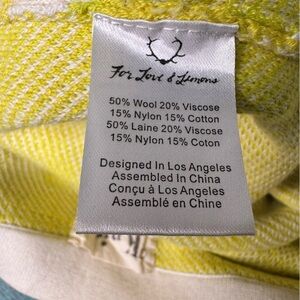 For Love & Lemons
50% Wool 20% Viscose
15% Nylon 15% Cotton
50% Laine 20% Viscose
15% Nylon 15% Coton
Designed In Los Angeles
Assembled In China
Conçu à Los Angeles
Assemblé en Chine